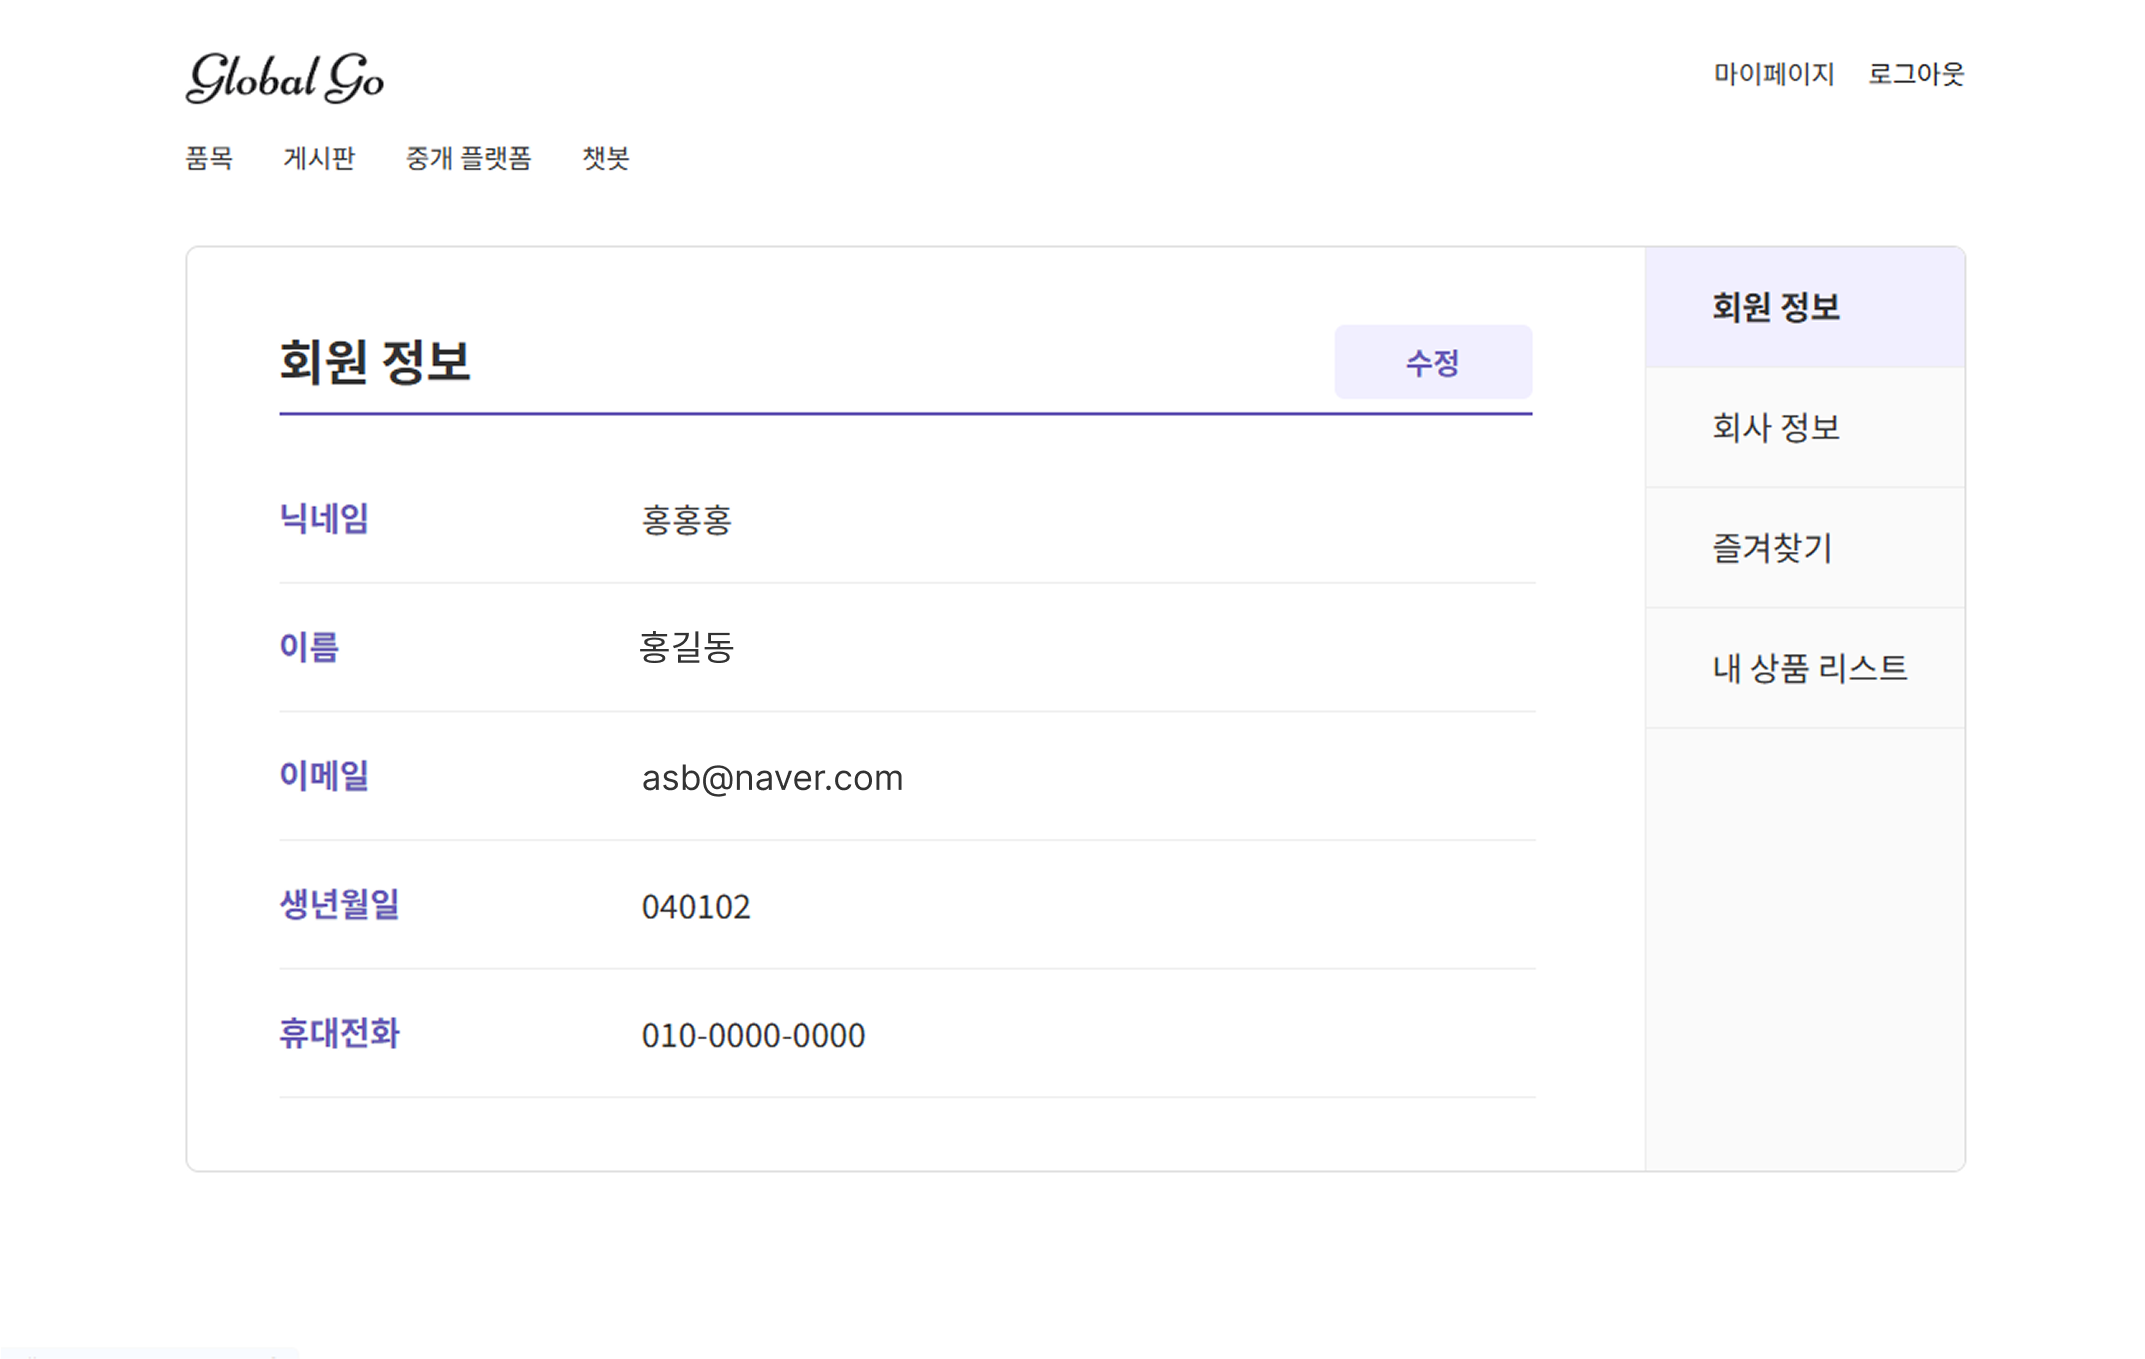 Global Go
마이페이지 로그아웃
품목 게시판 중개 플랫폼 챗봇
회원 정보
수정
닉네임 홍홍홍
이름 홍길동
이메일 asb@naver.com
생년월일 040102
휴대전화 010-0000-0000
회원 정보
회사 정보
즐겨찾기
내 상품 리스트